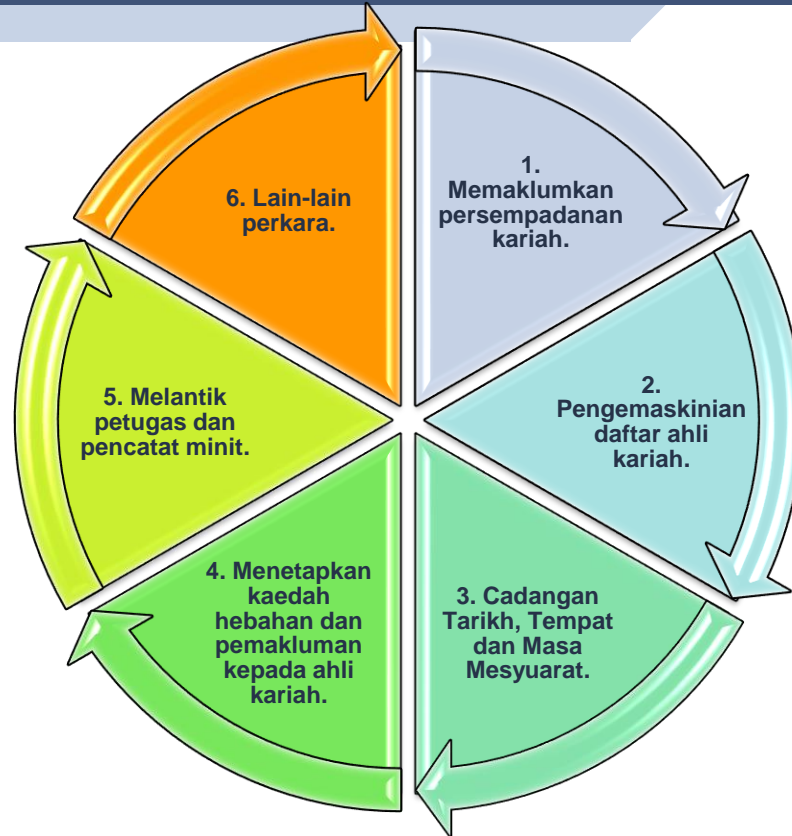 1.
Memaklumkan
persempadanan
kariah.
2.
Pengemaskinian
daftar ahli
kariah.
3. Cadangan
Tarikh, Tempat
dan Masa
Mesyuarat.
4. Menetapkan
kaedah
hebahan dan
pemakluman
kepada ahli
kariah.
5. Melantik
petugas dan
pencatat minit.
6. Lain-lain
perkara.